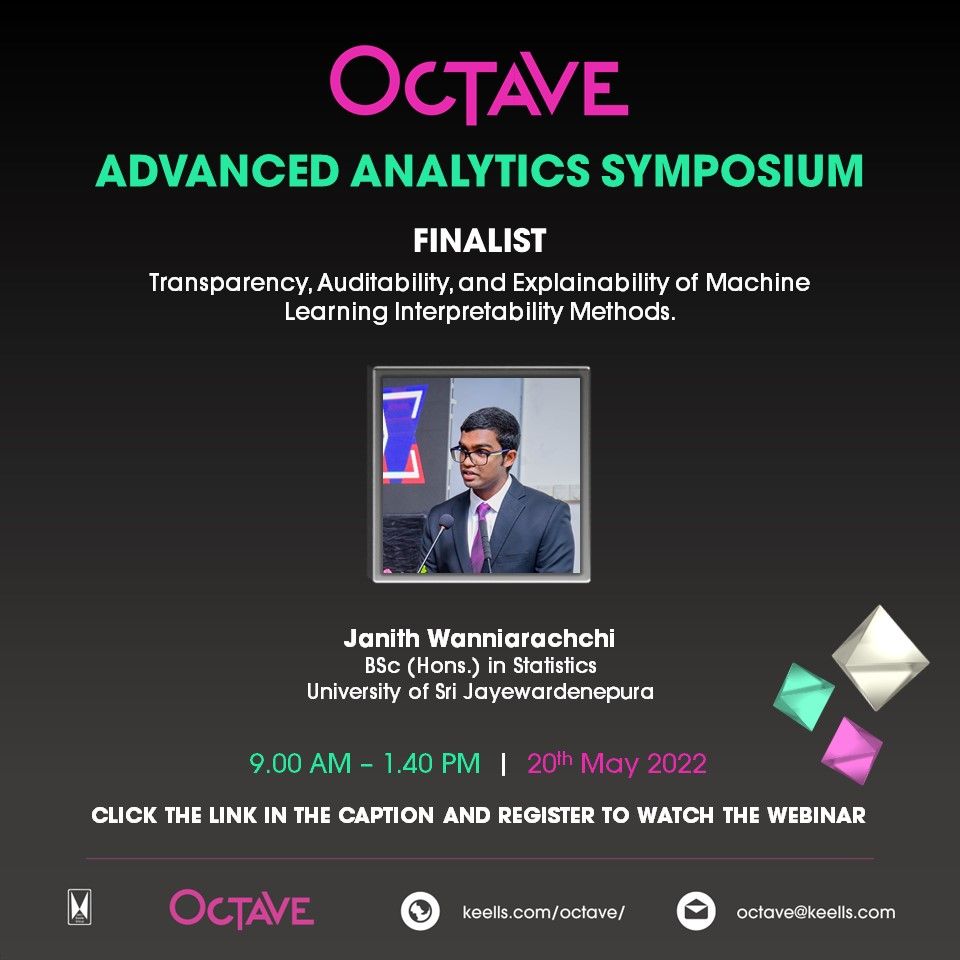 OCTAVE
ADVANCED ANALYTICS SYMPOSIUM
FINALIST
Transparency, Auditability, and Explainability of Machine
Learning Interpretability Methods.
Janith Wanniarachchi
BSc (Hons.) in Statistics
University of Sri Jayewardenepura
9.00 AM – 1.40 PM | 20th May 2022
CLICK THE LINK IN THE CAPTION AND REGISTER TO WATCH THE WEBINAR
OCTAVE keells.com/octave/ octave@keells.com